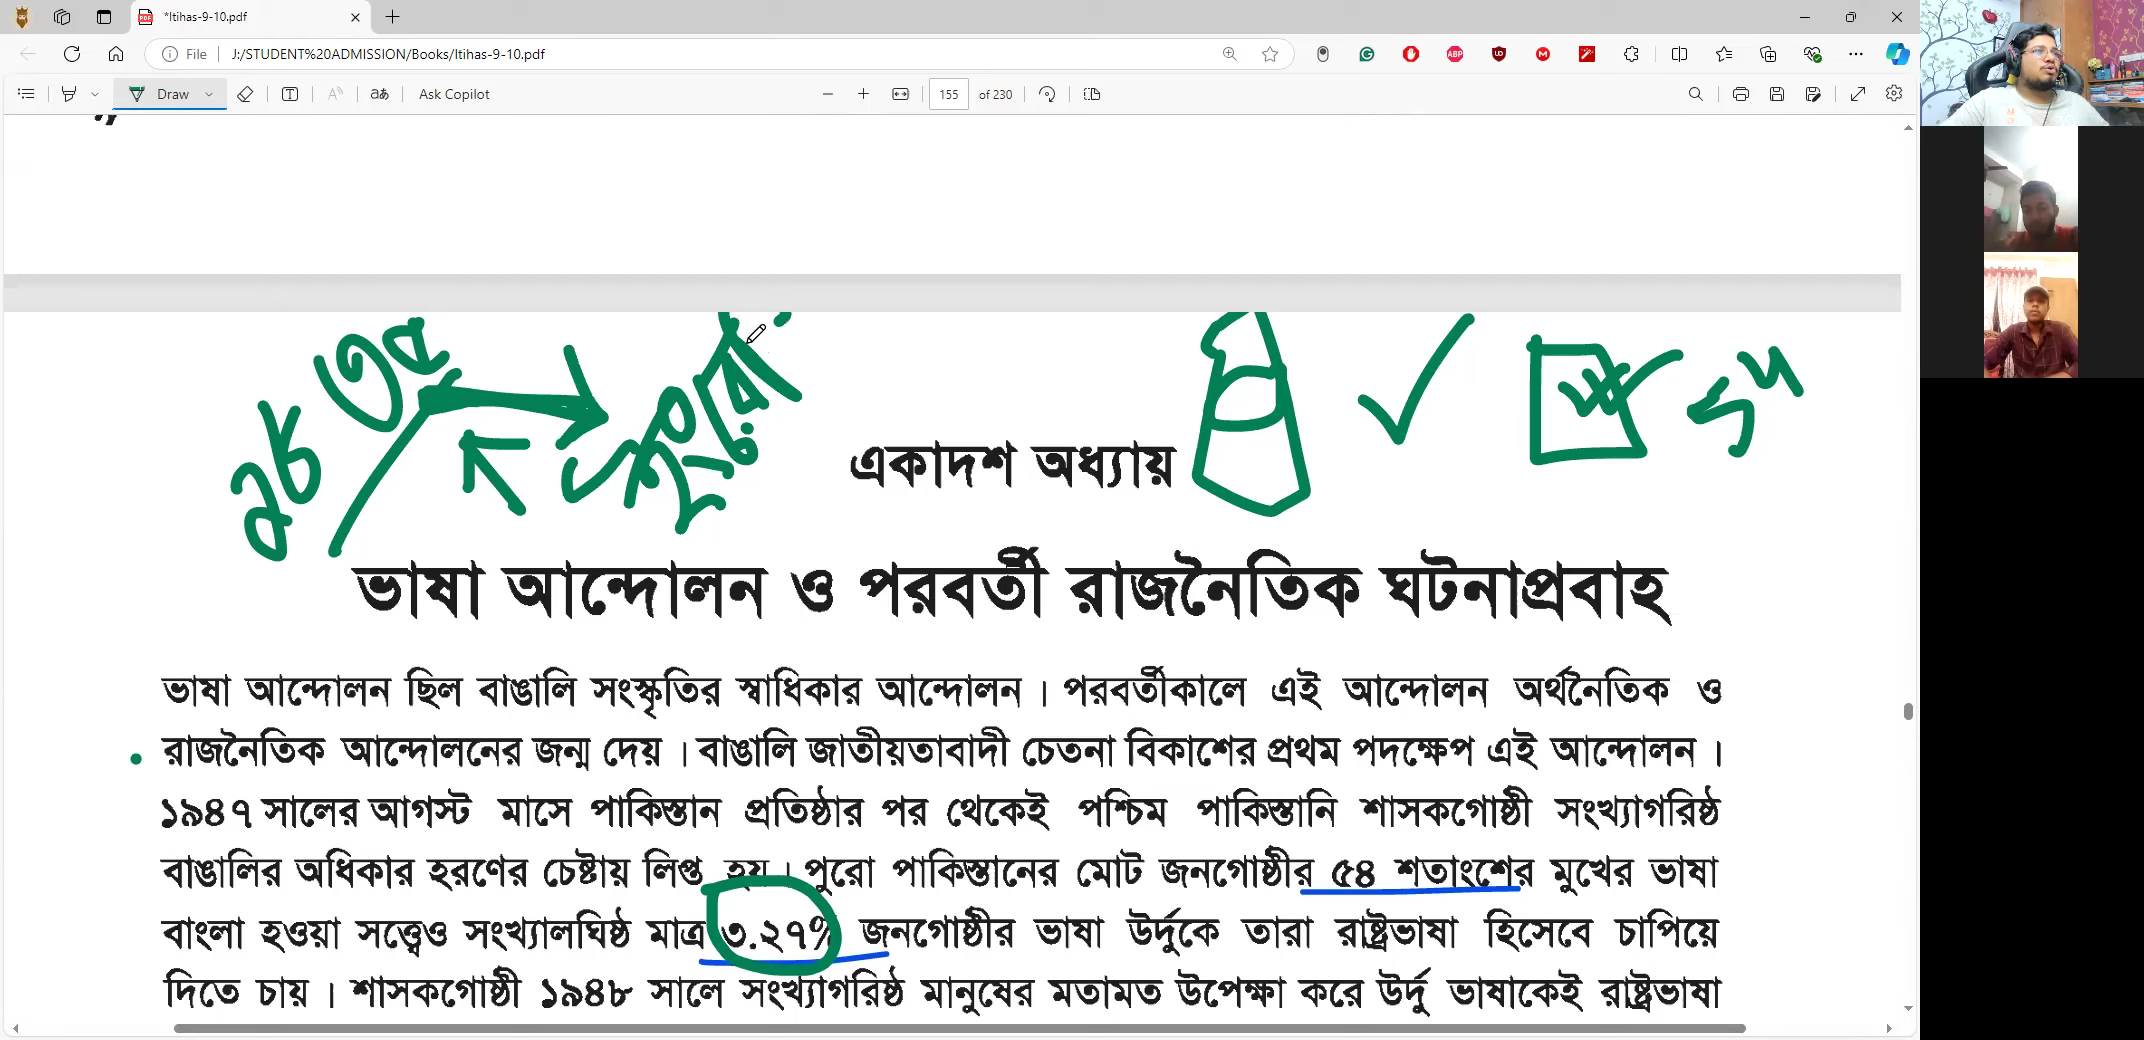 *Itihas-9-10.pdf
File J:/STUDENT%20ADMISSION/Books/Itihas-9-10.pdf
Draw Ask Copilot 155 of 230
একাদশ অধ্যায়
ভাষা আন্দোলন ও পরবর্তী রাজনৈতিক ঘটনাপ্রবাহ
ভাষা আন্দোলন ছিল বাঙালি সংস্কৃতির স্বাধিকার আন্দোলন। পরবর্তীকালে এই আন্দোলন অর্থনৈতিক ও
রাজনৈতিক আন্দোলনের জন্ম দেয়। বাঙালি জাতীয়তাবাদী চেতনা বিকাশের প্রথম পদক্ষেপ এই আন্দোলন।
১৯৪৭ সালের আগস্ট মাসে পাকিস্তান প্রতিষ্ঠার পর থেকেই পশ্চিম পাকিস্তানি শাসকগোষ্ঠী সংখ্যাগরিষ্ঠ
বাঙালির অধিকার হরণের চেষ্টায় লিপ্ত হয়। পুরো পাকিস্তানের মোট জনগোষ্ঠীর ৫৪ শতাংশের মুখের ভাষা
বাংলা হওয়া সত্ত্বেও সংখ্যালঘিষ্ঠ মাত্র ৩.২৭% জনগোষ্ঠীর ভাষা উর্দুকে তারা রাষ্ট্রভাষা হিসেবে চাপিয়ে
দিতে চায়। শাসকগোষ্ঠী ১৯৪৮ সালে সংখ্যাগরিষ্ঠ মানুষের মতামত উপেক্ষা করে উর্দু ভাষাকেই রাষ্ট্রভাষা